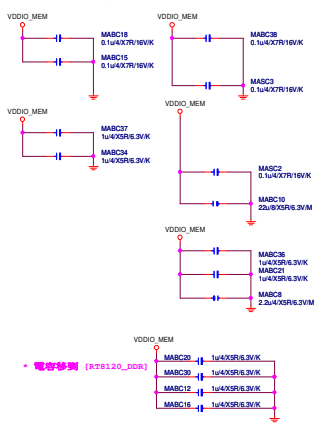 VDDIO_MEM
MABC18
0.1u/4/X7R/16V/K
MABC15
0.1u/4/X7R/16V/K
VDDIO_MEM
MABC38
0.1u/4/X7R/16V/K
MASC3
0.1u/4/X7R/16V/K
VDDIO_MEM
MABC37
1u/4/X5R/6.3V/K
MABC34
1u/4/X5R/6.3V/K
VDDIO_MEM
MASC2
0.1u/4/X7R/16V/K
MABC10
22u/8/X5R/6.3V/M
VDDIO_MEM
MABC36
1u/4/X5R/6.3V/K
MABC21
1u/4/X5R/6.3V/K
MABC8
2.2u/4/X5R/6.3V/M
VDDIO_MEM
MABC20 1u/4/X5R/6.3V/K
* 電容移到 [RT8120_DDR]
MABC30 1u/4/X5R/6.3V/K
MABC12 1u/4/X5R/6.3V/K
MABC16 1u/4/X5R/6.3V/K